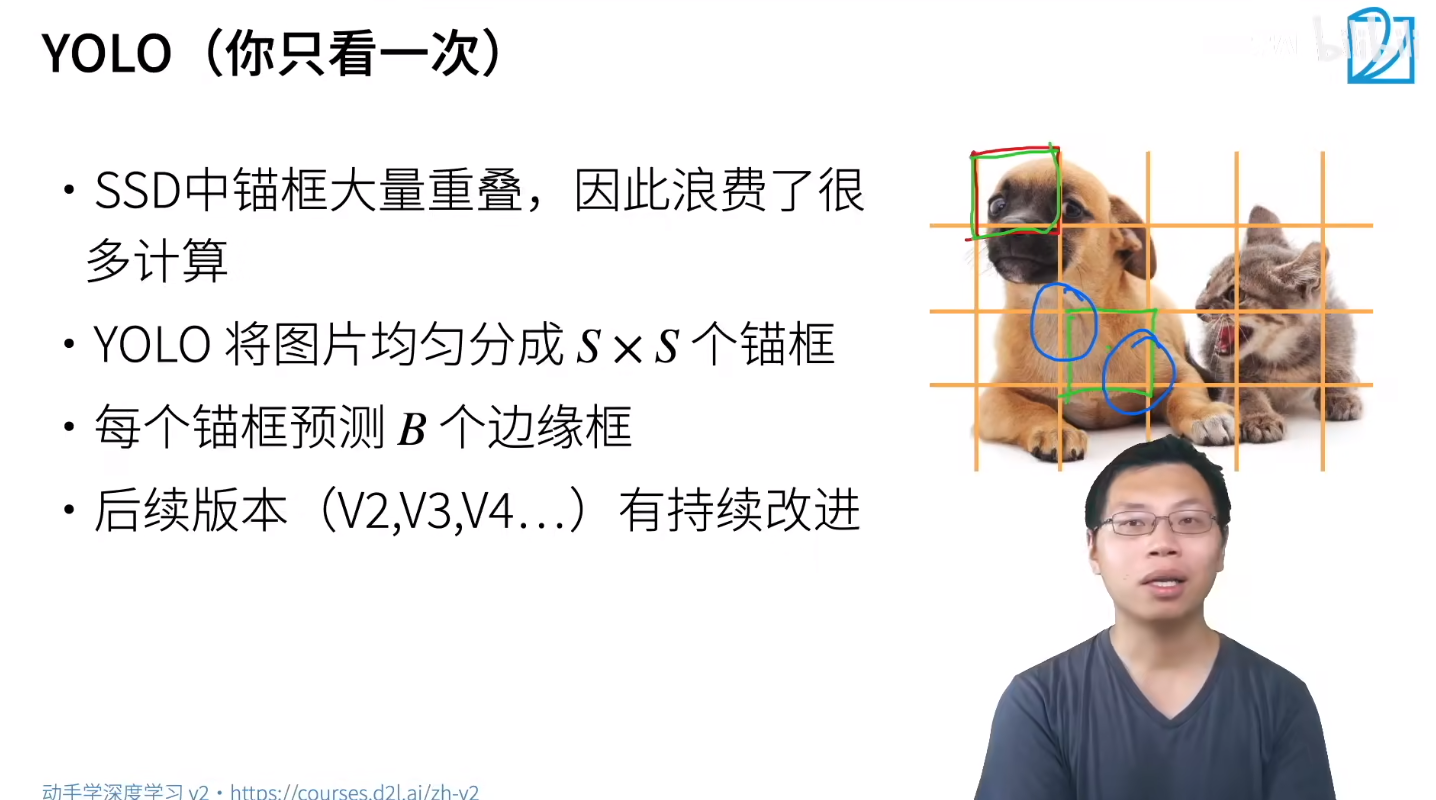 YOLO（你只看一次）
bilibili
• SSD中锚框大量重叠，因此浪费了很
多计算
• YOLO 将图片均匀分成 S × S 个锚框
• 每个锚框预测 B 个边缘框
• 后续版本（V2,V3,V4…）有持续改进
动手学深度学习 v2 • https://courses.d2l.ai/zh-v2